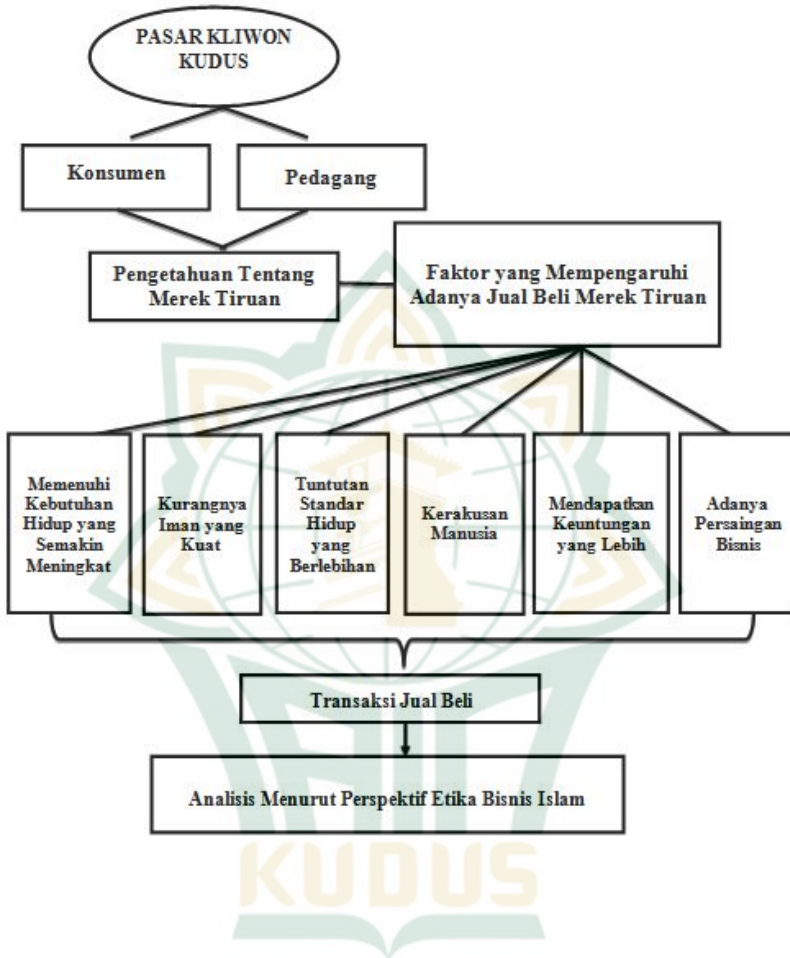 PASAR KLIWON
KUDUS
Konsumen
Pedagang
Pengetahuan Tentang
Merek Tiruan
Faktor yang Mempengaruhi
Adanya Jual Beli Merek Tiruan
Memenuhi
Kebutuhan
Hidup yang
Semakin
Meningkat
Kurangnya
Iman yang
Kuat
Tuntutan
Standar
Hidup
yang
Berlebihan
Kerakusan
Manusia
Mendapatkan
Keuntungan
yang Lebih
Adanya
Persaingan
Bisnis
Transaksi Jual Beli
Analisis Menurut Perspektif Etika Bisnis Islam
IAIN
KUDUS